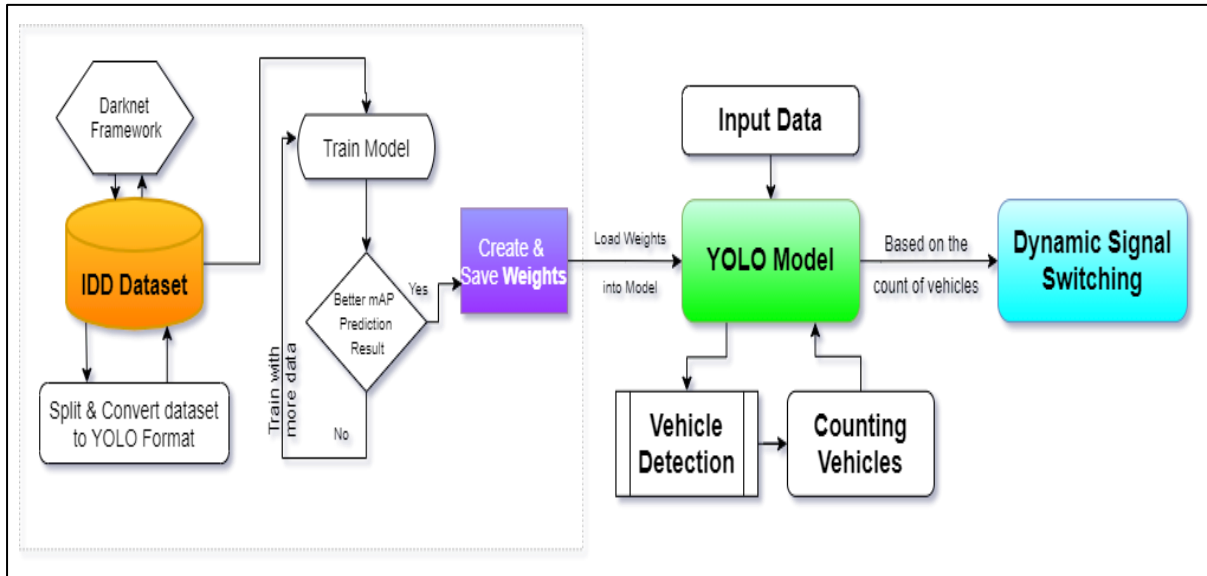 Darknet
Framework
IDD Dataset
Split & Convert dataset
to YOLO Format
Train Model
Train with
more data
Better mAP
Prediction
Result
Yes
No
Create &
Save Weights
Load Weights
into Model
Input Data
YOLO Model
Vehicle
Detection
Counting
Vehicles
Based on the
count of vehicles
Dynamic Signal
Switching